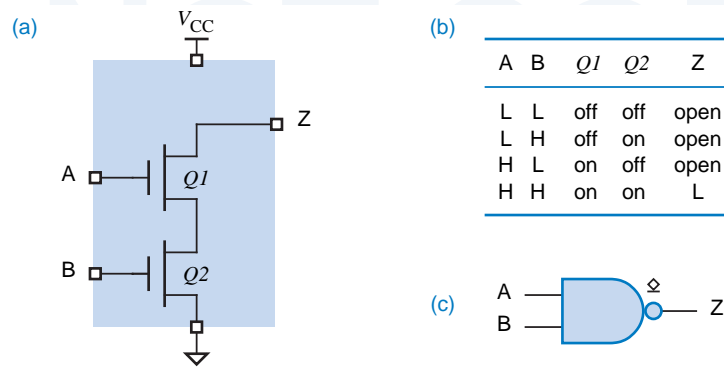 (a)
VCC
Z
A
Q1
B
Q2
(b)
A B Q1 Q2 Z
L L off off open
L H off on open
H L on off open
H H on on L
(c)
A
B
Z